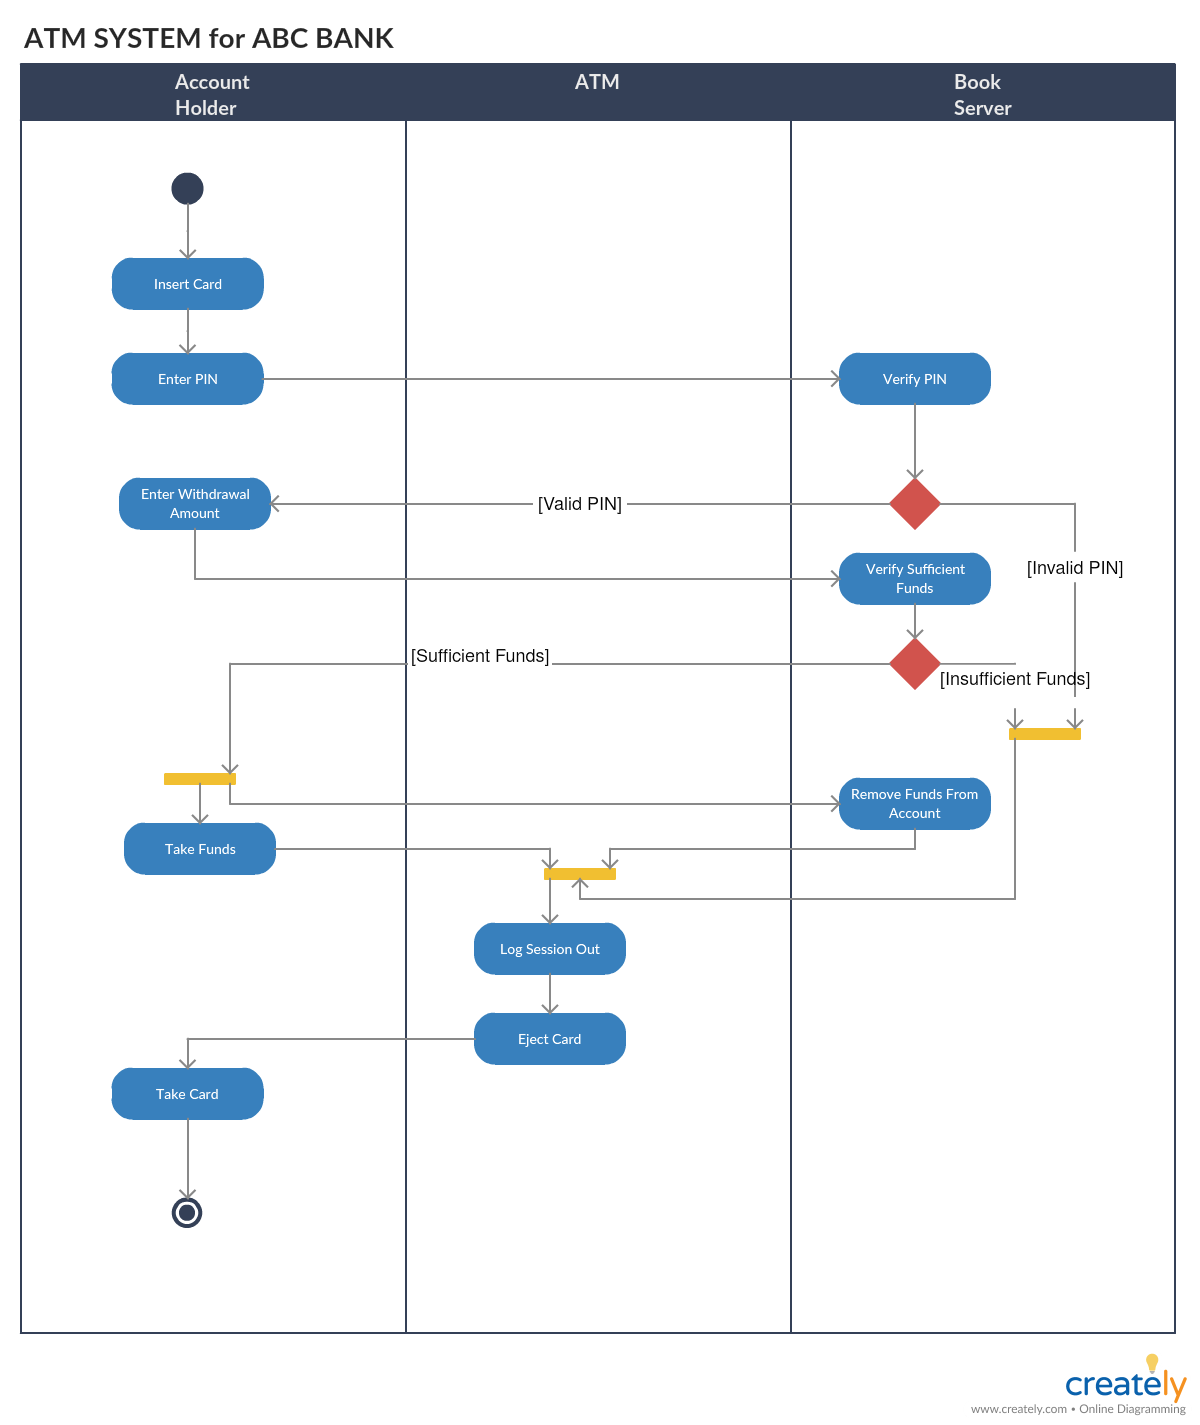 ATM SYSTEM for ABC BANK
Account
Holder
ATM
Book
Server
Insert Card
Enter PIN
Verify PIN
Enter Withdrawal
Amount
[Valid PIN]
Verify Sufficient
Funds
[Invalid PIN]
[Sufficient Funds]
[Insufficient Funds]
Remove Funds From
Account
Take Funds
Log Session Out
Eject Card
Take Card
creately
www.creately.com • Online Diagramming